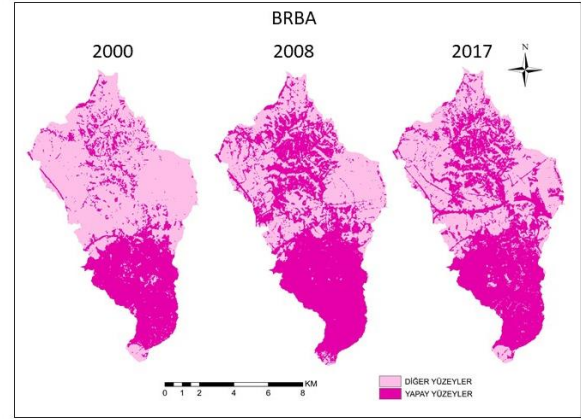 BRBA
2000 2008 2017
N
0 1 2 4 6 8 KM
DİĞER YÜZEYLER
YAPAY YÜZEYLER